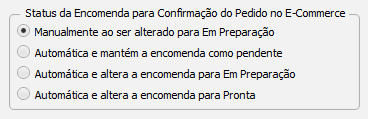 Status da Encomenda para Confirmação do Pedido no E-Commerce
Manualmente ao ser alterado para Em Preparação
Automática e mantém a encomenda como pendente
Automática e altera a encomenda para Em Preparação
Automática e altera a encomenda para Pronta